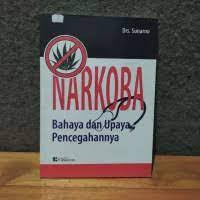 Drs. Sunarno
NARKOBA
Bahaya dan Upaya
Pencegahannya